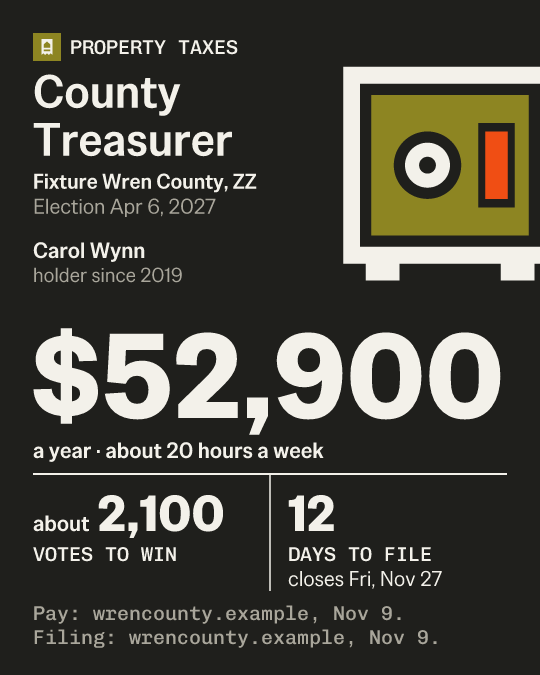 PROPERTY TAXES
County
Treasurer
Fixture Wren County, ZZ
Election Apr 6, 2027
Carol Wynn
holder since 2019
$52,900
a year · about 20 hours a week
about 2,100
VOTES TO WIN
12
DAYS TO FILE
closes Fri, Nov 27
Pay: wrencounty.example, Nov 9.
Filing: wrencounty.example, Nov 9.